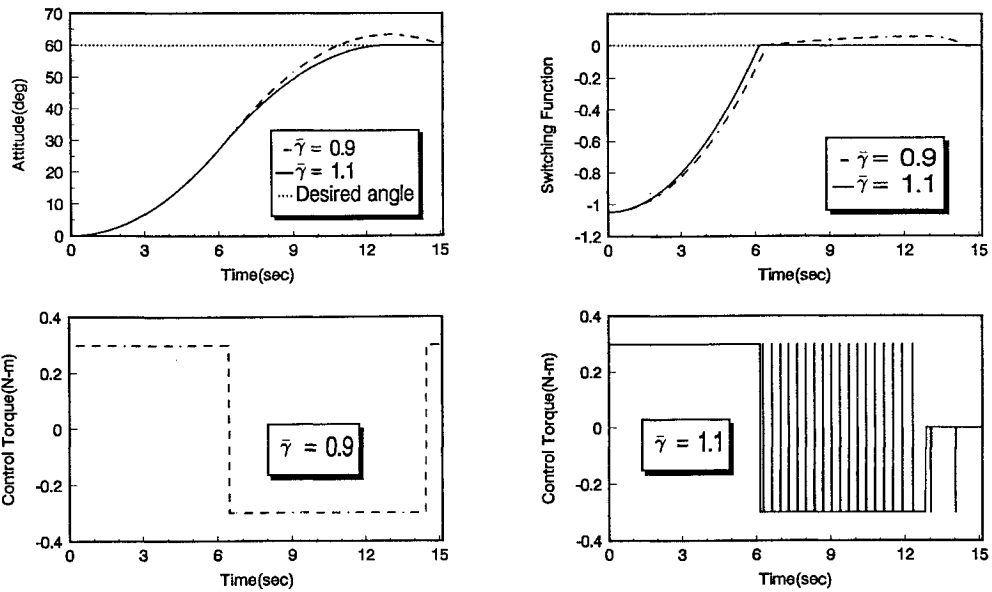 70
60
50
40
30
20
10
0
Attitude(deg)
0 3 6 9 12 15
Time(sec)
γ̄ = 0.9
γ̄ = 1.1
Desired angle
0
-0.2
-0.4
-0.6
-0.8
-1
-1.2
Switching Function
0 3 6 9 12 15
Time(sec)
γ̄ = 0.9
γ̄ = 1.1
0.4
0.2
0
-0.2
-0.4
Control Torque(N-m)
0 3 6 9 12 15
Time(sec)
γ̄ = 0.9
0.4
0.2
0
-0.2
-0.4
Control Torque(N-m)
0 3 6 9 12 15
Time(sec)
γ̄ = 1.1